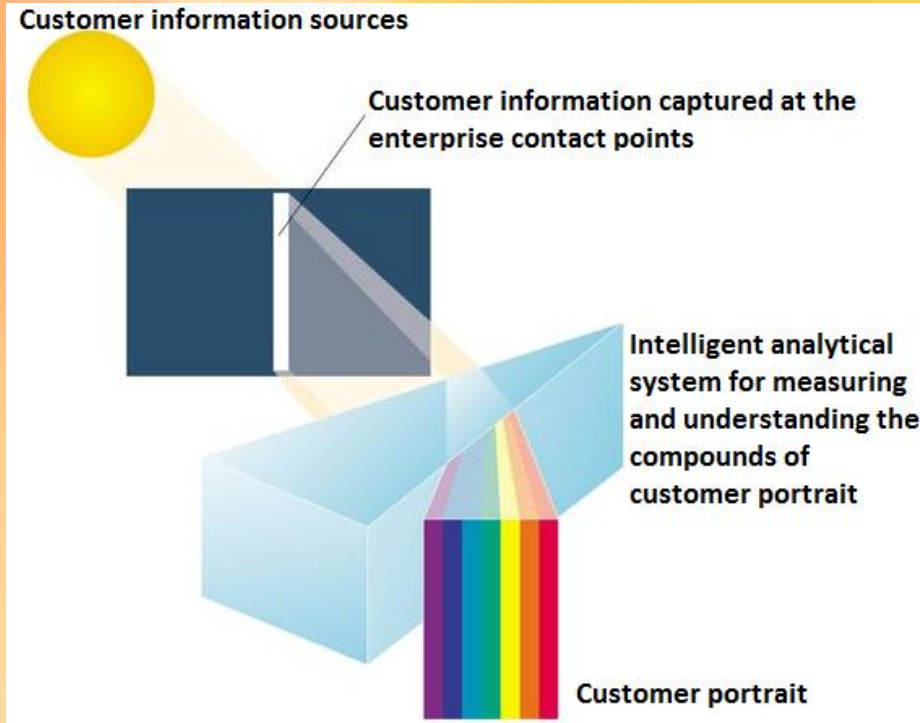 Customer information sources
Customer information captured at the
enterprise contact points
Intelligent analytical
system for measuring
and understanding the
compounds of
customer portrait
Customer portrait